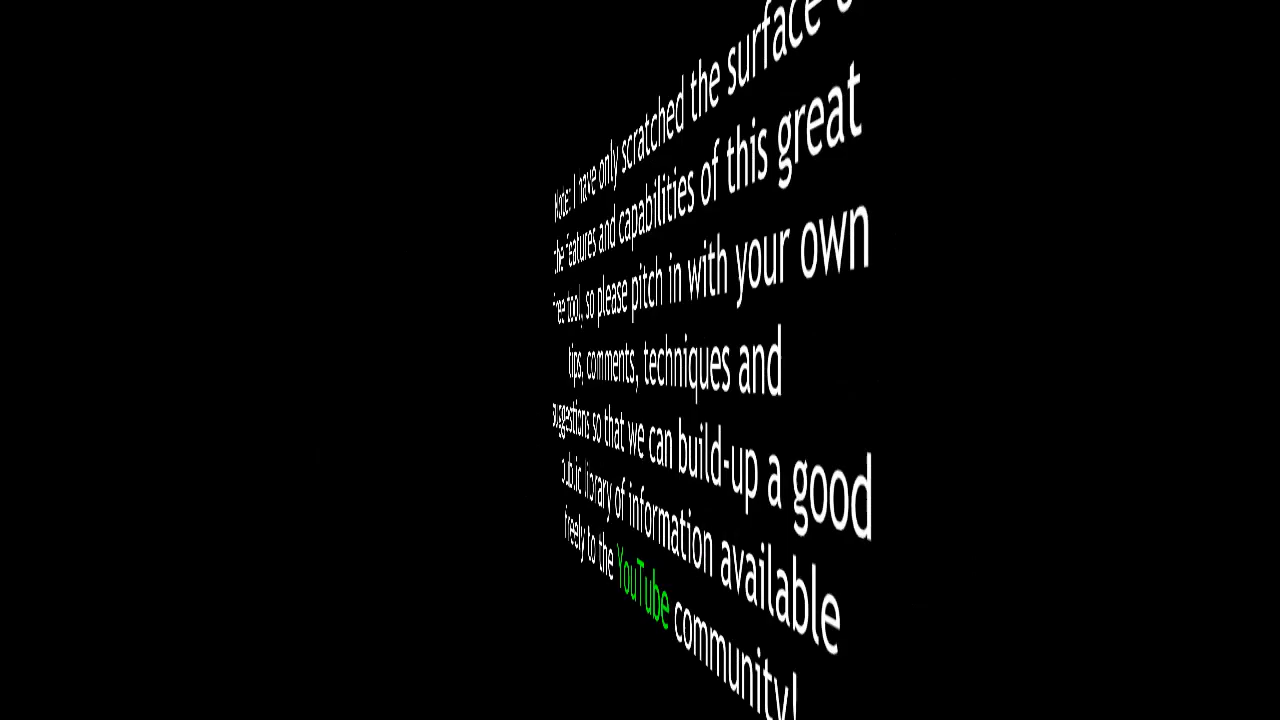 Note: I have only scratched the surface o
the features and capabilities of this great
free tool, so please pitch in with your own
tips, comments, techniques and
suggestions so that we can build-up a good
public library of information available
freely to the YouTube community!